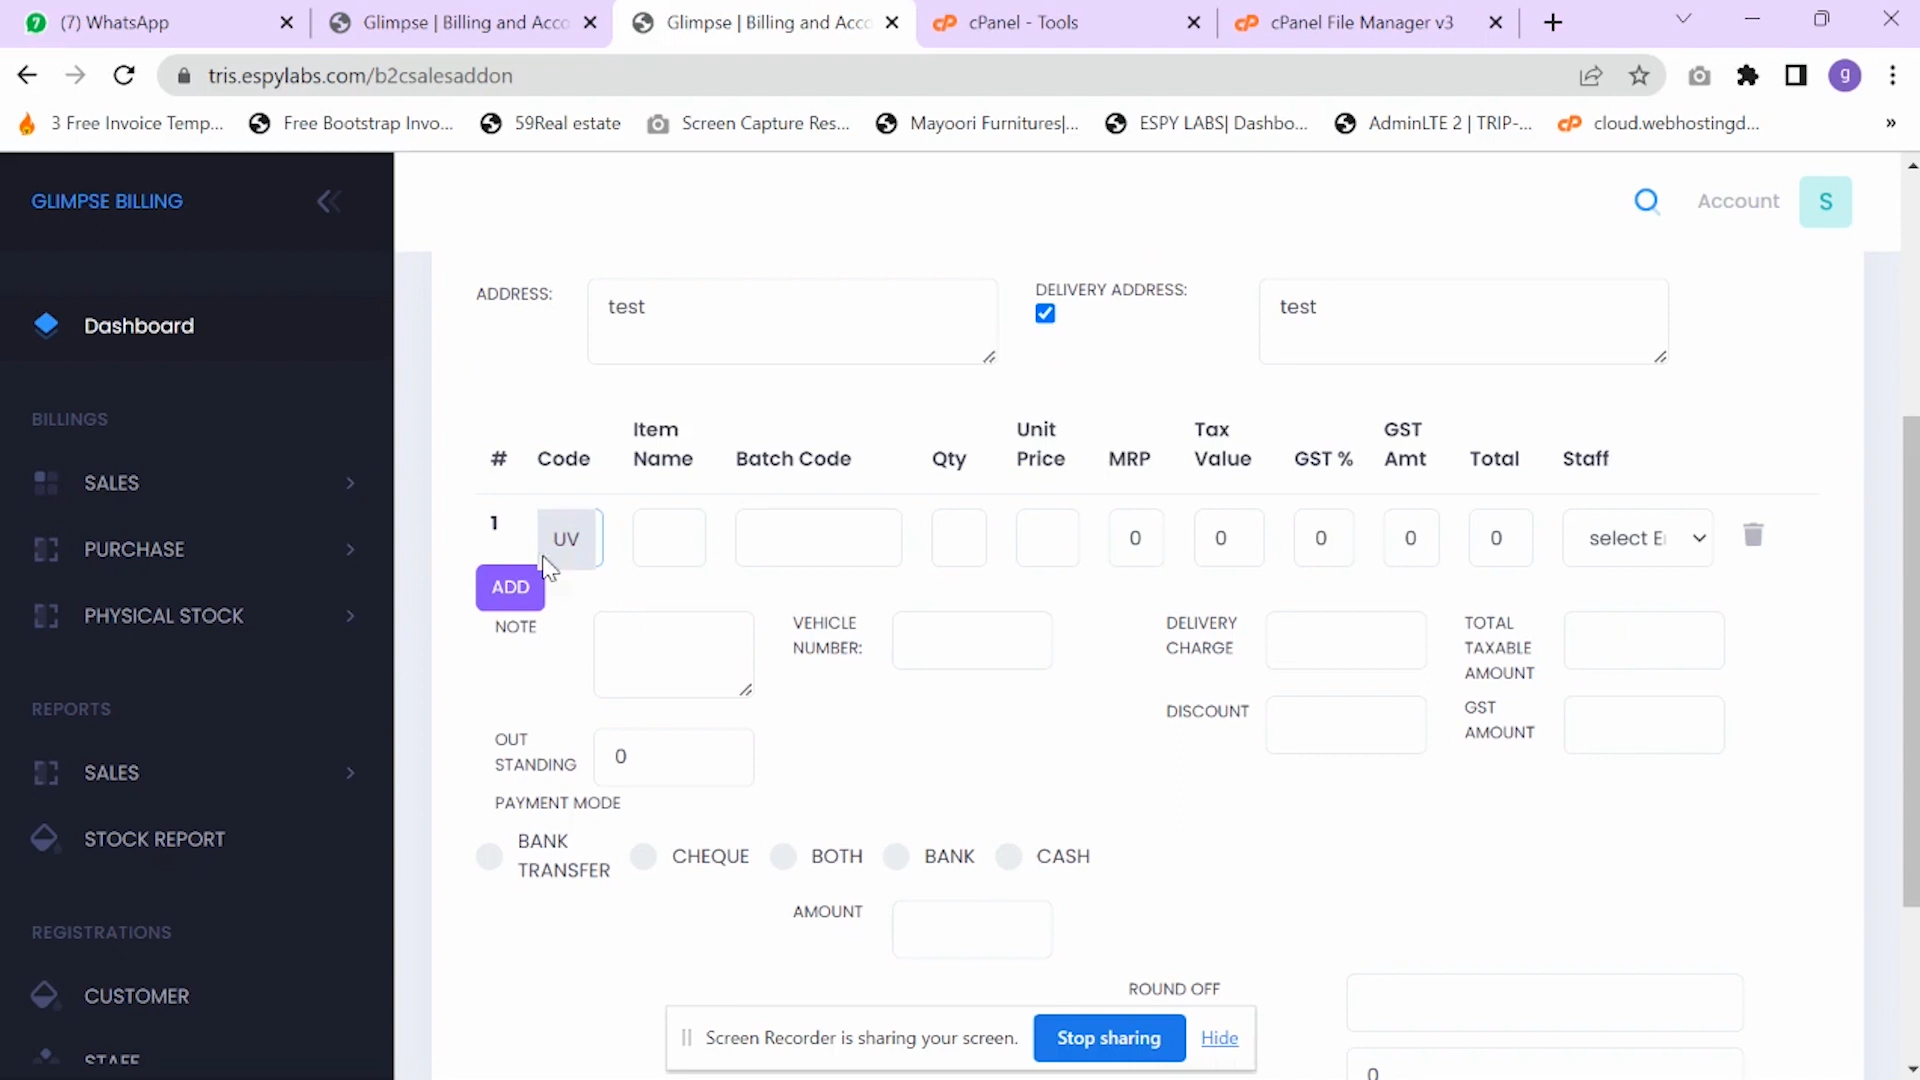 (7) WhatsApp
Glimpse | Billing and Acco
Glimpse | Billing and Acco
cPanel - Tools
cPanel File Manager v3
tris.espylabs.com/b2csalesaddon
g
3 Free Invoice Temp...
Free Bootstrap Invo...
59Real estate
Screen Capture Res...
Mayoori Furnitures|...
ESPY LABS| Dashbo...
AdminLTE 2 | TRIP-...
cloud.webhostingd...
»
GLIMPSE BILLING
Account
S
Dashboard
BILLINGS
SALES
PURCHASE
PHYSICAL STOCK
REPORTS
SALES
STOCK REPORT
REGISTRATIONS
CUSTOMER
STAFF
ADDRESS:
test
DELIVERY ADDRESS:
test
# Code Item Name Batch Code Qty Unit Price MRP Tax Value GST % GST Amt Total Staff
1 UV 0 0 0 0 0 select E
ADD
NOTE
VEHICLE
NUMBER:
DELIVERY
CHARGE
TOTAL
TAXABLE
AMOUNT
DISCOUNT
GST
AMOUNT
OUT
STANDING
0
PAYMENT MODE
BANK
TRANSFER
CHEQUE
BOTH
BANK
CASH
AMOUNT
ROUND OFF
0
Screen Recorder is sharing your screen.
Stop sharing
Hide